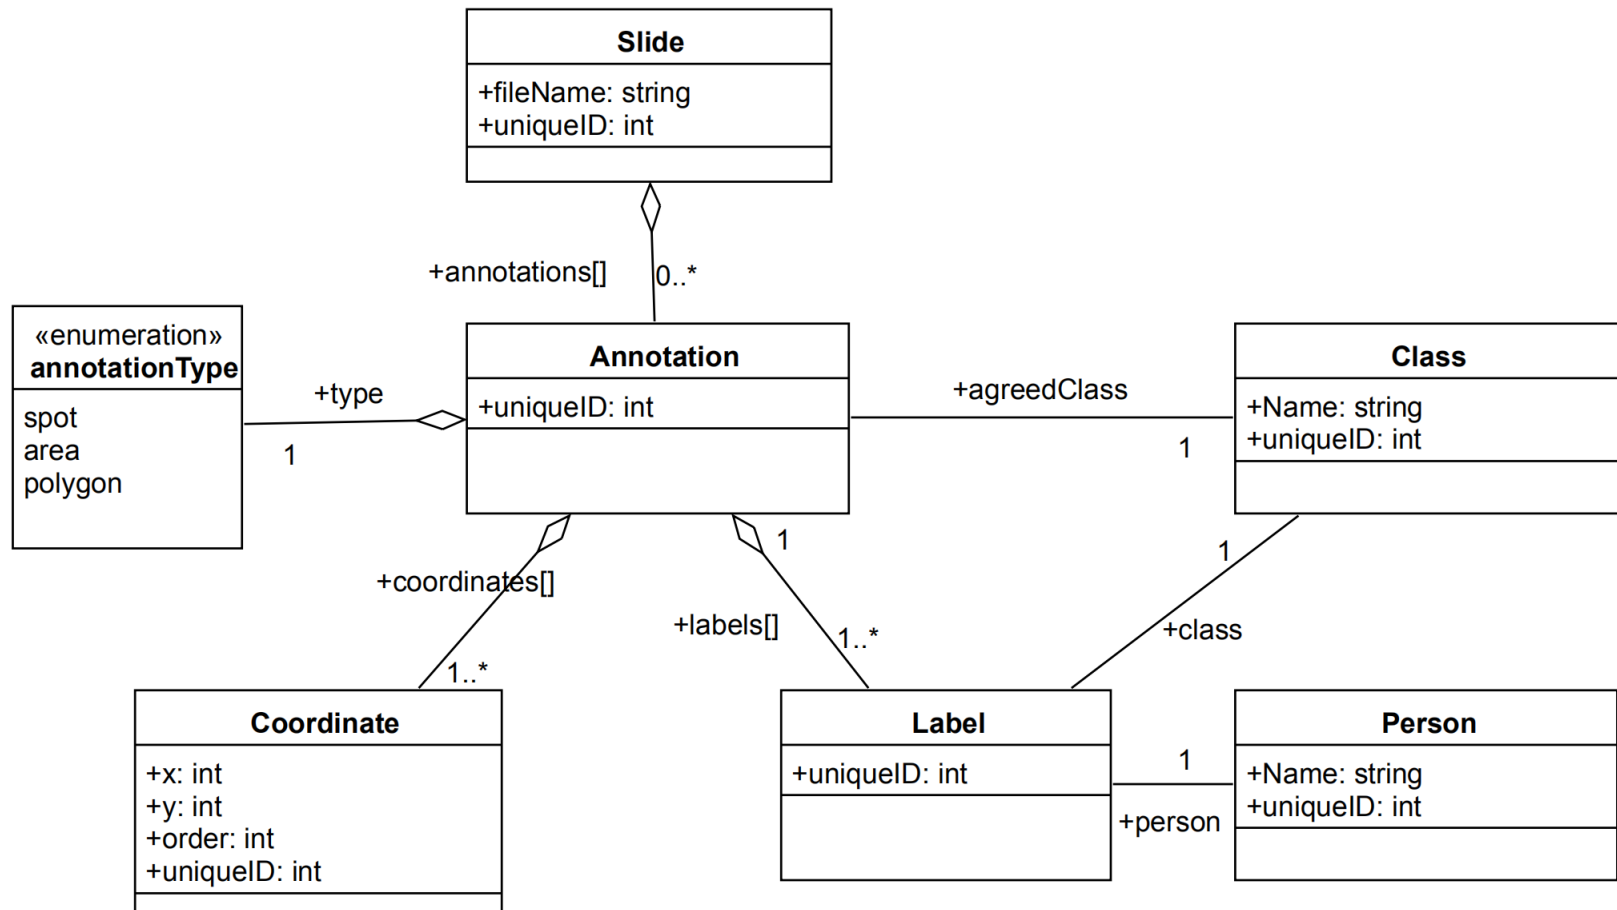 Slide
+fileName: string
+uniqueID: int
+annotations[]
0..*
«enumeration»
annotationType
spot
area
polygon
+type
1
Annotation
+uniqueID: int
+agreedClass
1
Class
+Name: string
+uniqueID: int
+coordinates[]
1..*
1
+labels[]
1..*
1
+class
Coordinate
+x: int
+y: int
+order: int
+uniqueID: int
Label
+uniqueID: int
1
+person
Person
+Name: string
+uniqueID: int